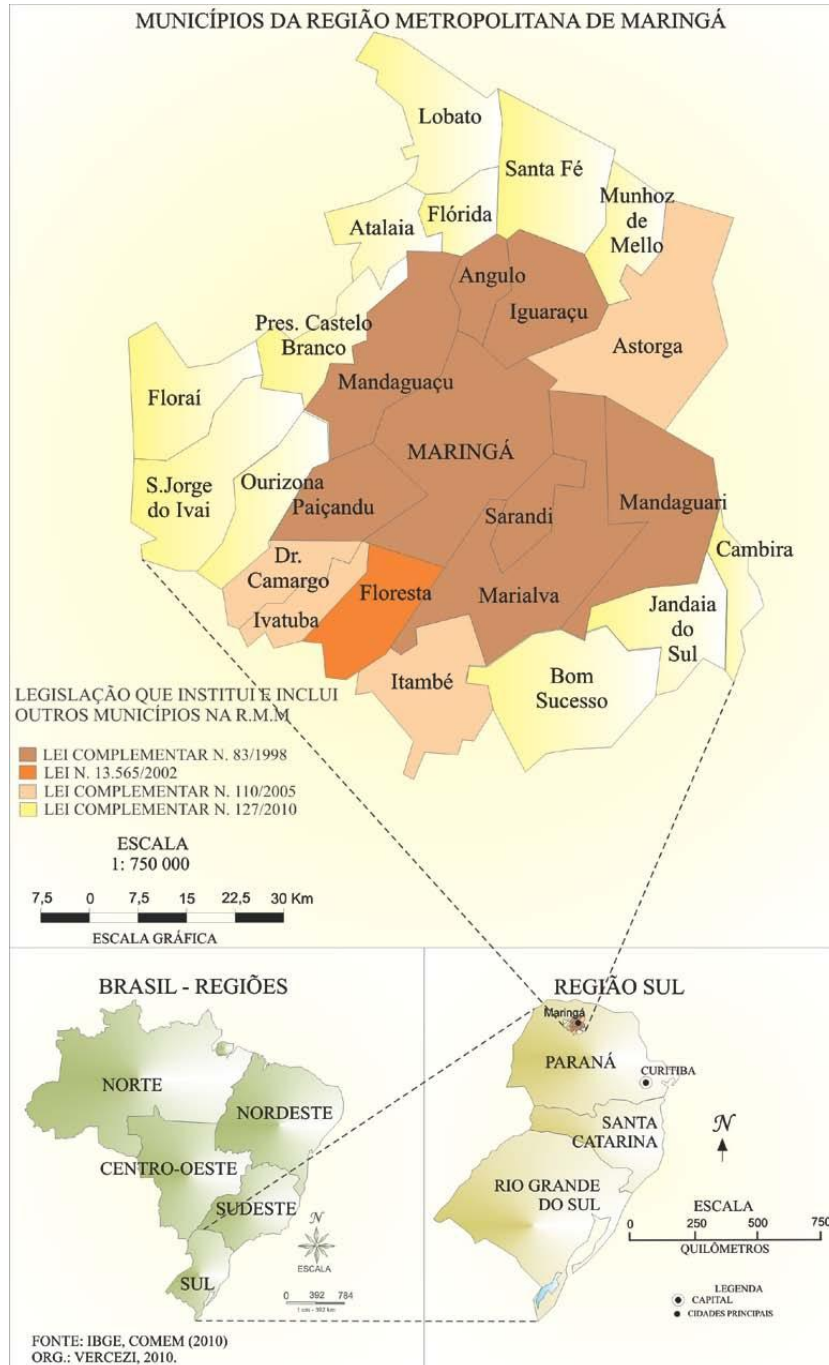 MUNICÍPIOS DA REGIÃO METROPOLITANA DE MARINGÁ
Lobato
Santa Fé
Munhoz
de
Mello
Flórida
Atalaia
Angulo
Iguaraçu
Astorga
Pres. Castelo
Branco
Mandaguaçu
Floraí
MARINGÁ
S.Jorge
do Ivai
Ourizona
Paiçandu
Sarandi
Mandaguari
Cambira
Dr.
Camargo
Ivatuba
Floresta
Marialva
Jandaia
do
Sul
Itambé
Bom
Sucesso
LEGISLAÇÃO QUE INSTITUI E INCLUI
OUTROS MUNICÍPIOS NA R.M.M
LEI COMPLEMENTAR N. 83/1998
LEI N. 13.565/2002
LEI COMPLEMENTAR N. 110/2005
LEI COMPLEMENTAR N. 127/2010
ESCALA
1: 750 000
7,5 0 7,5 15 22,5 30 Km
ESCALA GRÁFICA
BRASIL - REGIÕES
NORTE
NORDESTE
CENTRO-OESTE
SUDESTE
SUL
N
ESCALA
0 392 784
1 cm - 392 km
REGIÃO SUL
Maringá
PARANÁ
CURITIBA
SANTA
CATARINA
RIO GRANDE
DO SUL
N
ESCALA
0 250 500 750
QUILÔMETROS
LEGENDA
CAPITAL
CIDADES PRINCIPAIS
FONTE: IBGE, COMEM (2010)
ORG.: VERCEZI, 2010.